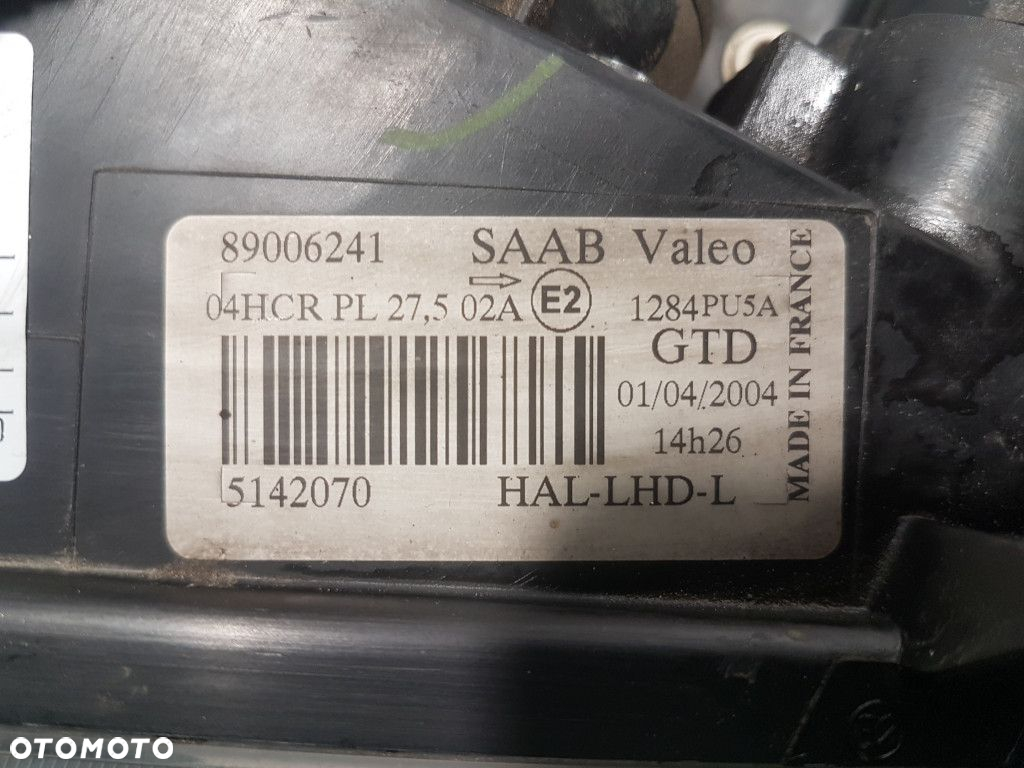 89006241 SAAB Valeo
04HCR PL 27,5 02A E2 1284PU5A
GTD
01/04/2004
14h26
5142070 HAL-LHD-L
MADE IN FRANCE
OTOMOTO